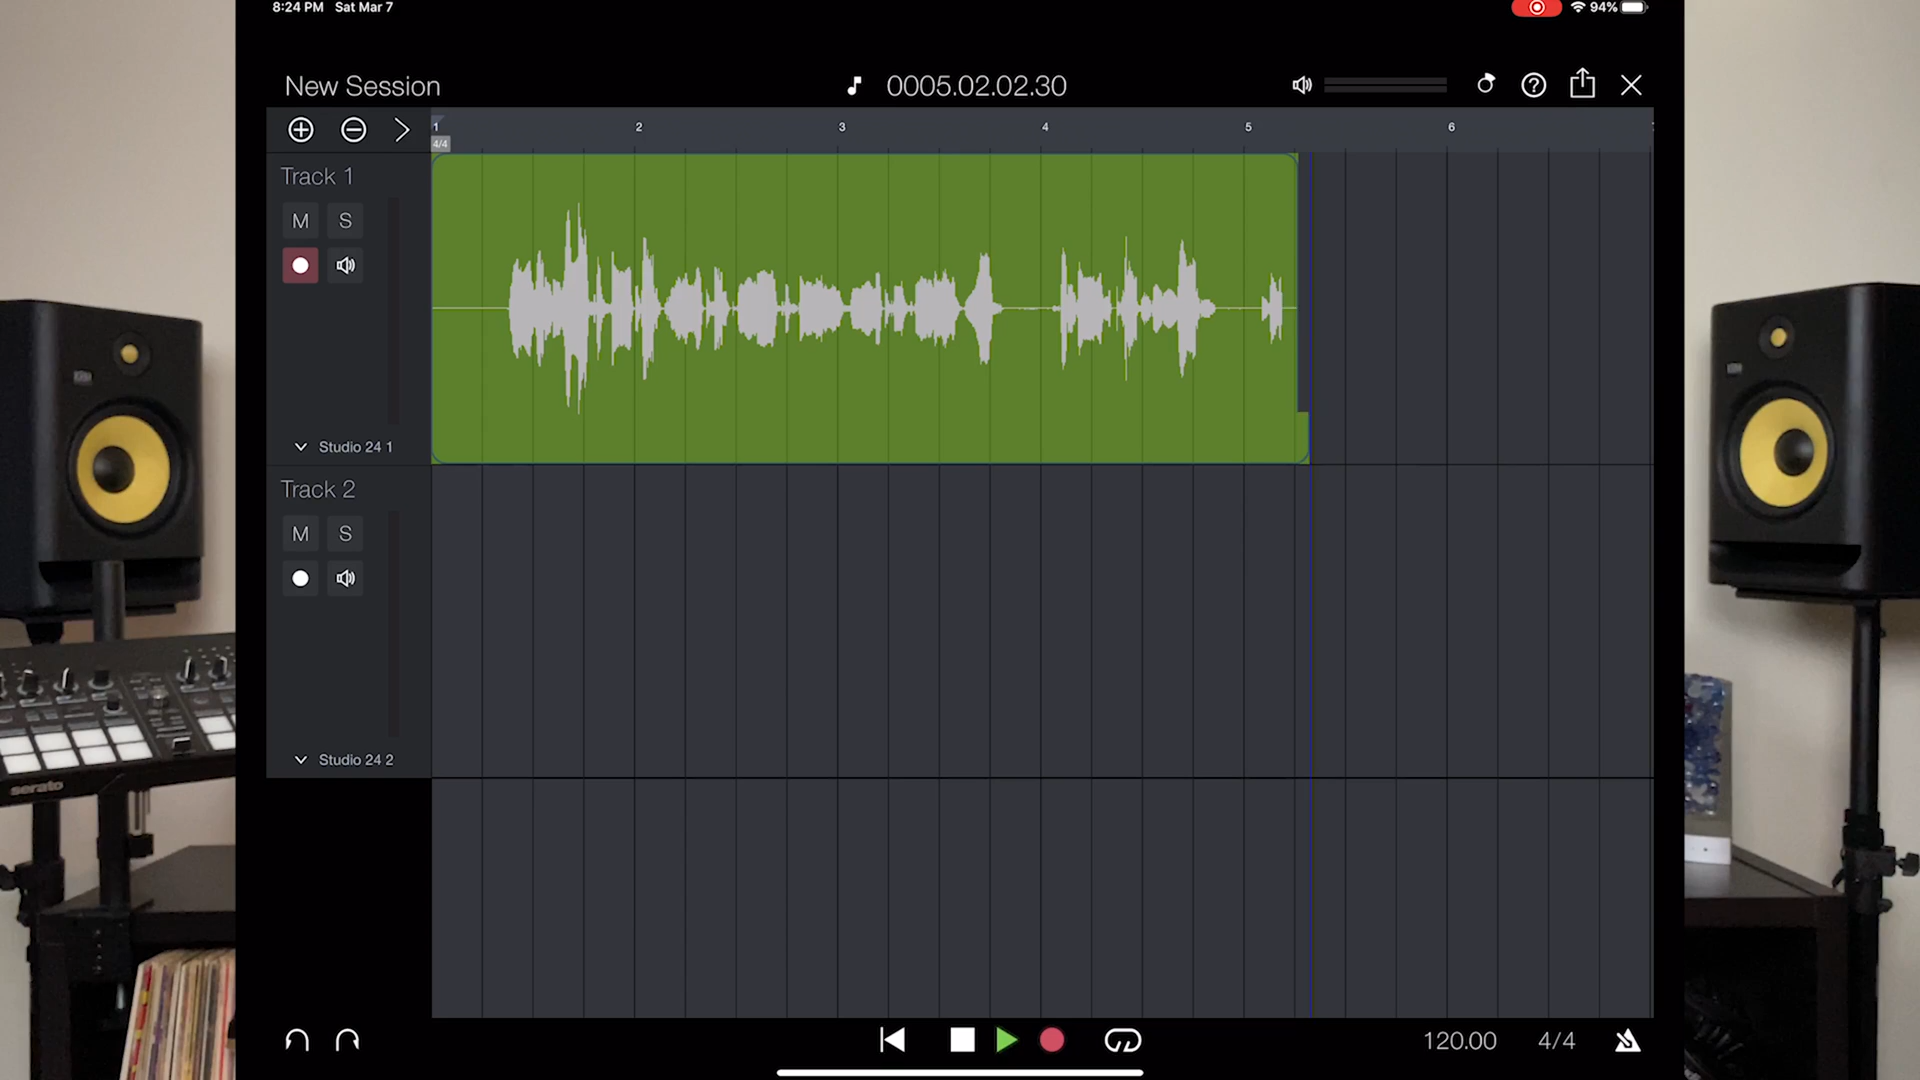 8:24 PM Sat Mar 7
94%
New Session
0005.02.02.30
1 2 3 4 5 6
4/4
Track 1
M S
Studio 24 1
Track 2
M S
Studio 24 2
serato
120.00 4/4